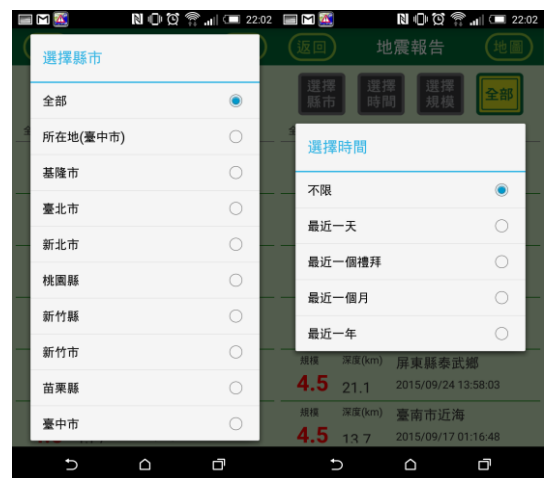 22:02
選擇縣市
全部
所在地(臺中市)
基隆市
臺北市
新北市
桃園縣
新竹縣
新竹市
苗栗縣
臺中市
22:02
返回
地震報告
地圖
選擇
縣市
選擇
時間
選擇
規模
全部
選擇時間
不限
最近一天
最近一個禮拜
最近一個月
最近一年
規模 深度(km) 屏東縣泰武鄉
4.5 21.1 2015/09/24 13:58:03
規模 深度(km) 臺南市近海
4.5 13.7 2015/09/17 01:16:48